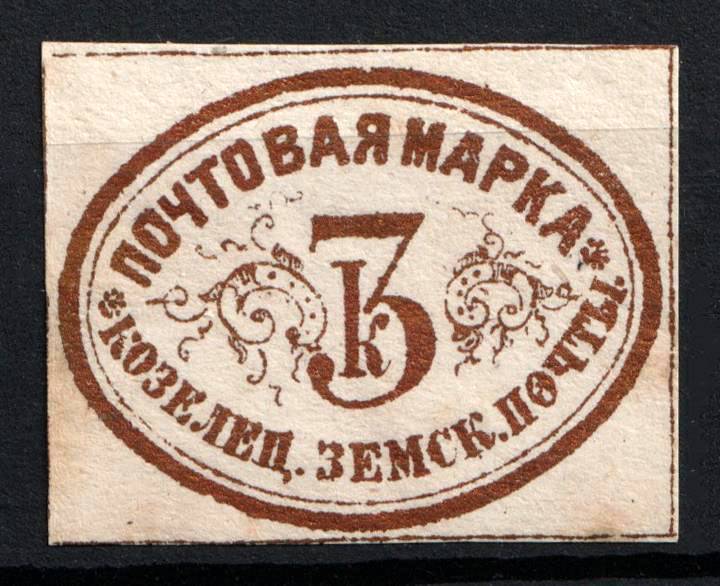 ПОЧТОВАЯ МАРКА
3
К
* КОЗЕЛЕЦ. ЗЕМСК. ПОЧТЫ. *